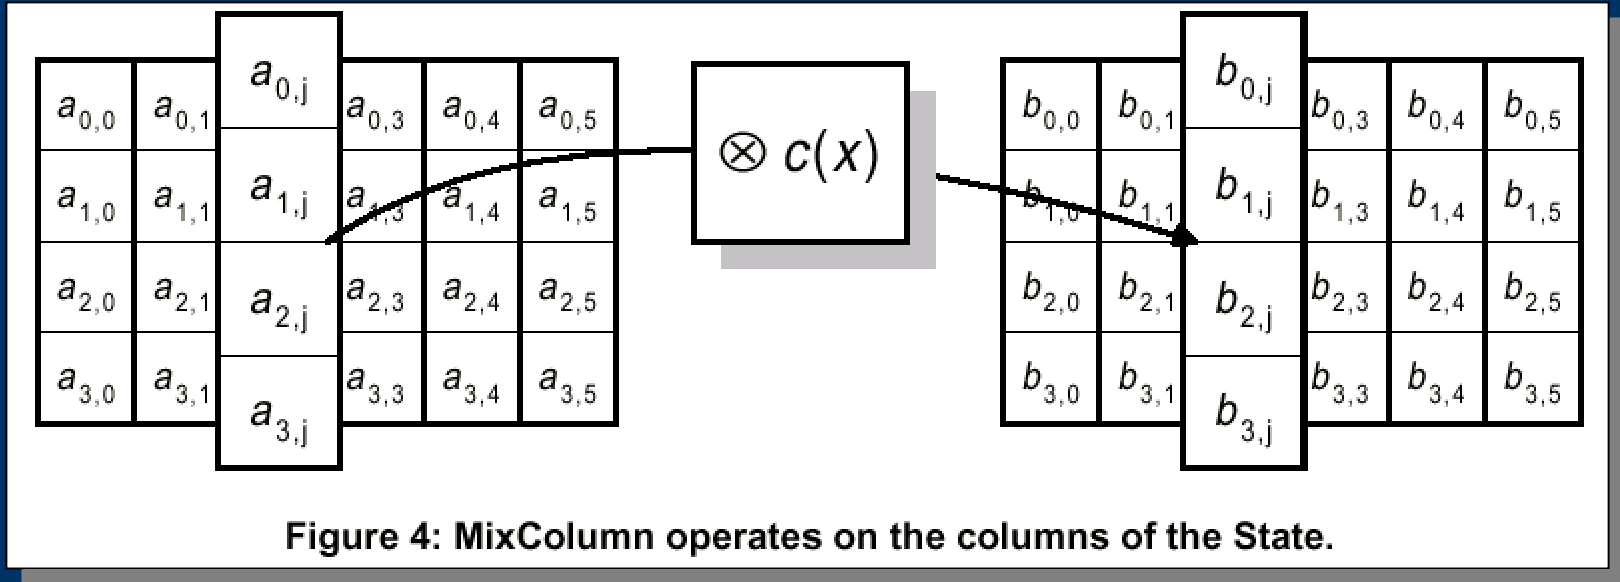 a0,0 a0,1 a0,j a0,3 a0,4 a0,5
a1,0 a1,1 a1,j a1,3 a1,4 a1,5
a2,0 a2,1 a2,j a2,3 a2,4 a2,5
a3,0 a3,1 a3,j a3,3 a3,4 a3,5
⊗ c(x)
b0,0 b0,1 b0,j b0,3 b0,4 b0,5
b1,0 b1,1 b1,j b1,3 b1,4 b1,5
b2,0 b2,1 b2,j b2,3 b2,4 b2,5
b3,0 b3,1 b3,j b3,3 b3,4 b3,5
Figure 4: MixColumn operates on the columns of the State.